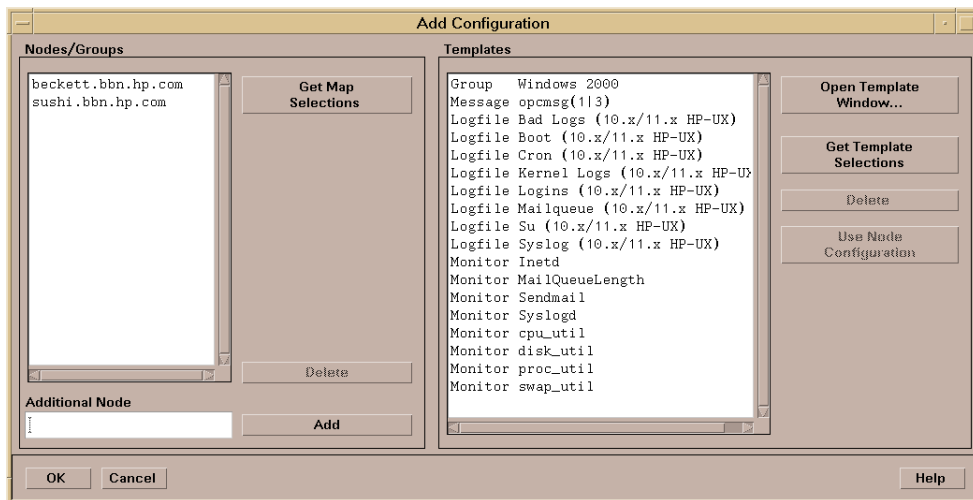 Add Configuration
Nodes/Groups
beckett.bbn.hp.com
sushi.bbn.hp.com
Get Map
Selections
Delete
Additional Node
Add
Templates
Group Windows 2000
Message opcmsg(1|3)
Logfile Bad Logs (10.x/11.x HP-UX)
Logfile Boot (10.x/11.x HP-UX)
Logfile Cron (10.x/11.x HP-UX)
Logfile Kernel Logs (10.x/11.x HP-UX
Logfile Logins (10.x/11.x HP-UX)
Logfile Mailqueue (10.x/11.x HP-UX)
Logfile Su (10.x/11.x HP-UX)
Logfile Syslog (10.x/11.x HP-UX)
Monitor Inetd
Monitor MailQueueLength
Monitor Sendmail
Monitor Syslogd
Monitor cpu_util
Monitor disk_util
Monitor proc_util
Monitor swap_util
Open Template
Window...
Get Template
Selections
Delete
Use Node
Configuration
OK
Cancel
Help